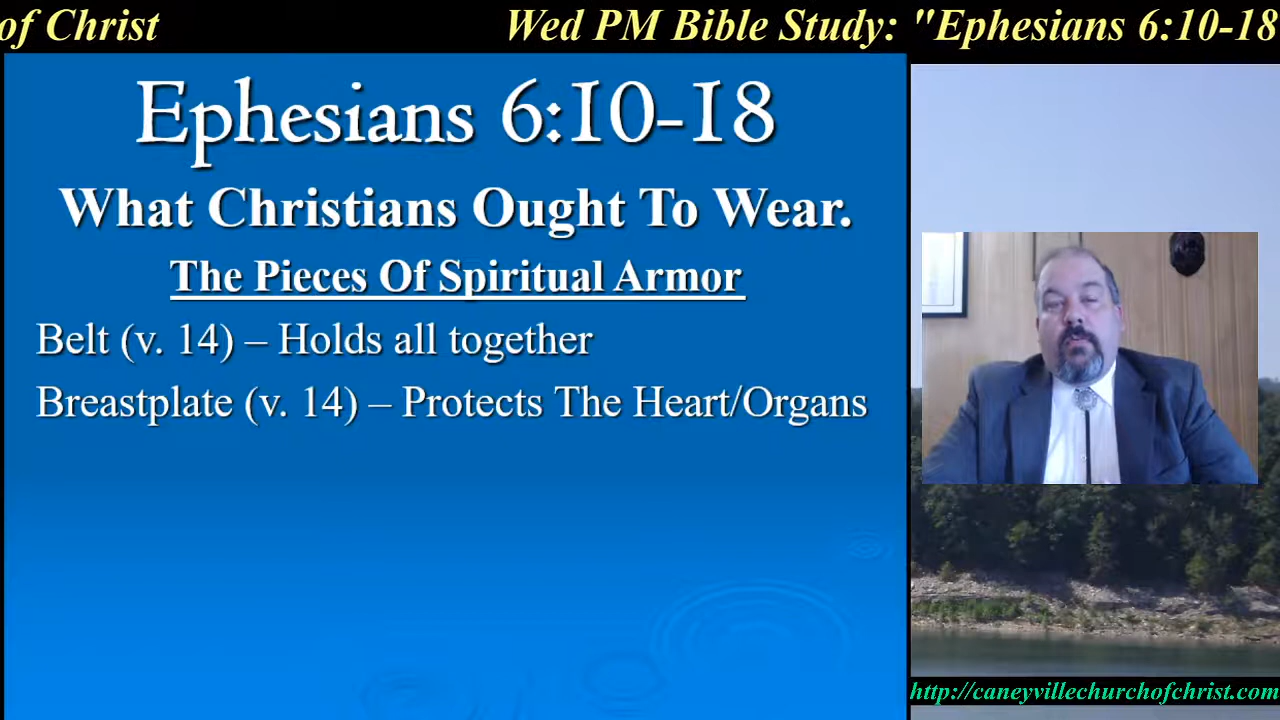 of Christ Wed PM Bible Study: "Ephesians 6:10-18
Ephesians 6:10-18
What Christians Ought To Wear.
The Pieces Of Spiritual Armor
Belt (v. 14) – Holds all together
Breastplate (v. 14) – Protects The Heart/Organs
http://caneyvillechurchofchrist.com